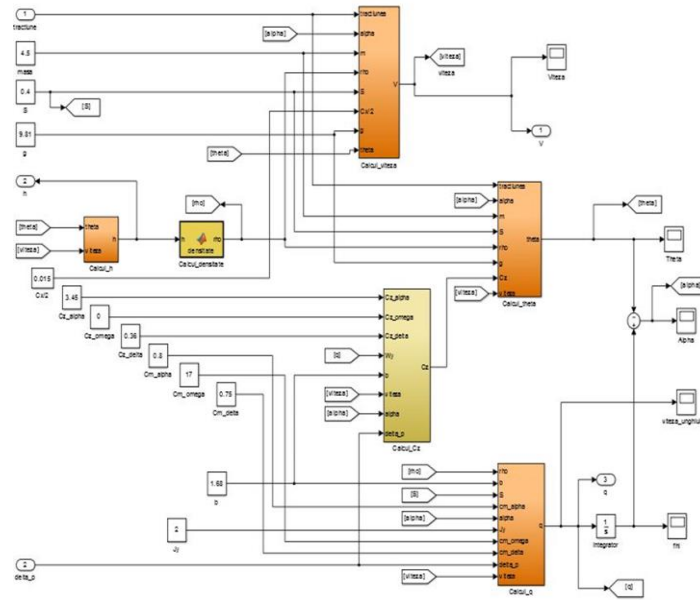 1
tractiune
4.5
masa
0.4
S
[S]
9.81
g
2
h
[theta]
[viteza]
theta
viteza
h
Calcul_h
[rho]
h
densitate
rho
Calcul_densitate
0.015
Cx/2
[alpha]
[theta]
tractiunea
alpha
m
rho
S
Cx/2
g
theta
V
Calcul_viteza
[viteza]
viteza
Viteza
1
V
[alpha]
[viteza]
tractiunea
alpha
m
S
rho
g
Cz
viteza
theta
Calcul_theta
[theta]
Theta
[alpha]
Alpha
3.45
Cz_alpha
0
Cz_omega
0.36
Cz_delta
0.8
Cm_alpha
17
Cm_omega
0.75
Cm_delta
[q]
[viteza]
[alpha]
Cz_alpha
Cz_omega
Cz_delta
Wy
b
viteza
alpha
delta_p
Cz
Calcul_Cz
1.68
b
2
Jy
2
delta_p
[rho]
[S]
[alpha]
[viteza]
rho
b
S
cm_alpha
alpha
Jy
cm_omega
cm_delta
delta_p
viteza
q
Calcul_q
3
q
1
s
Integrator
[q]